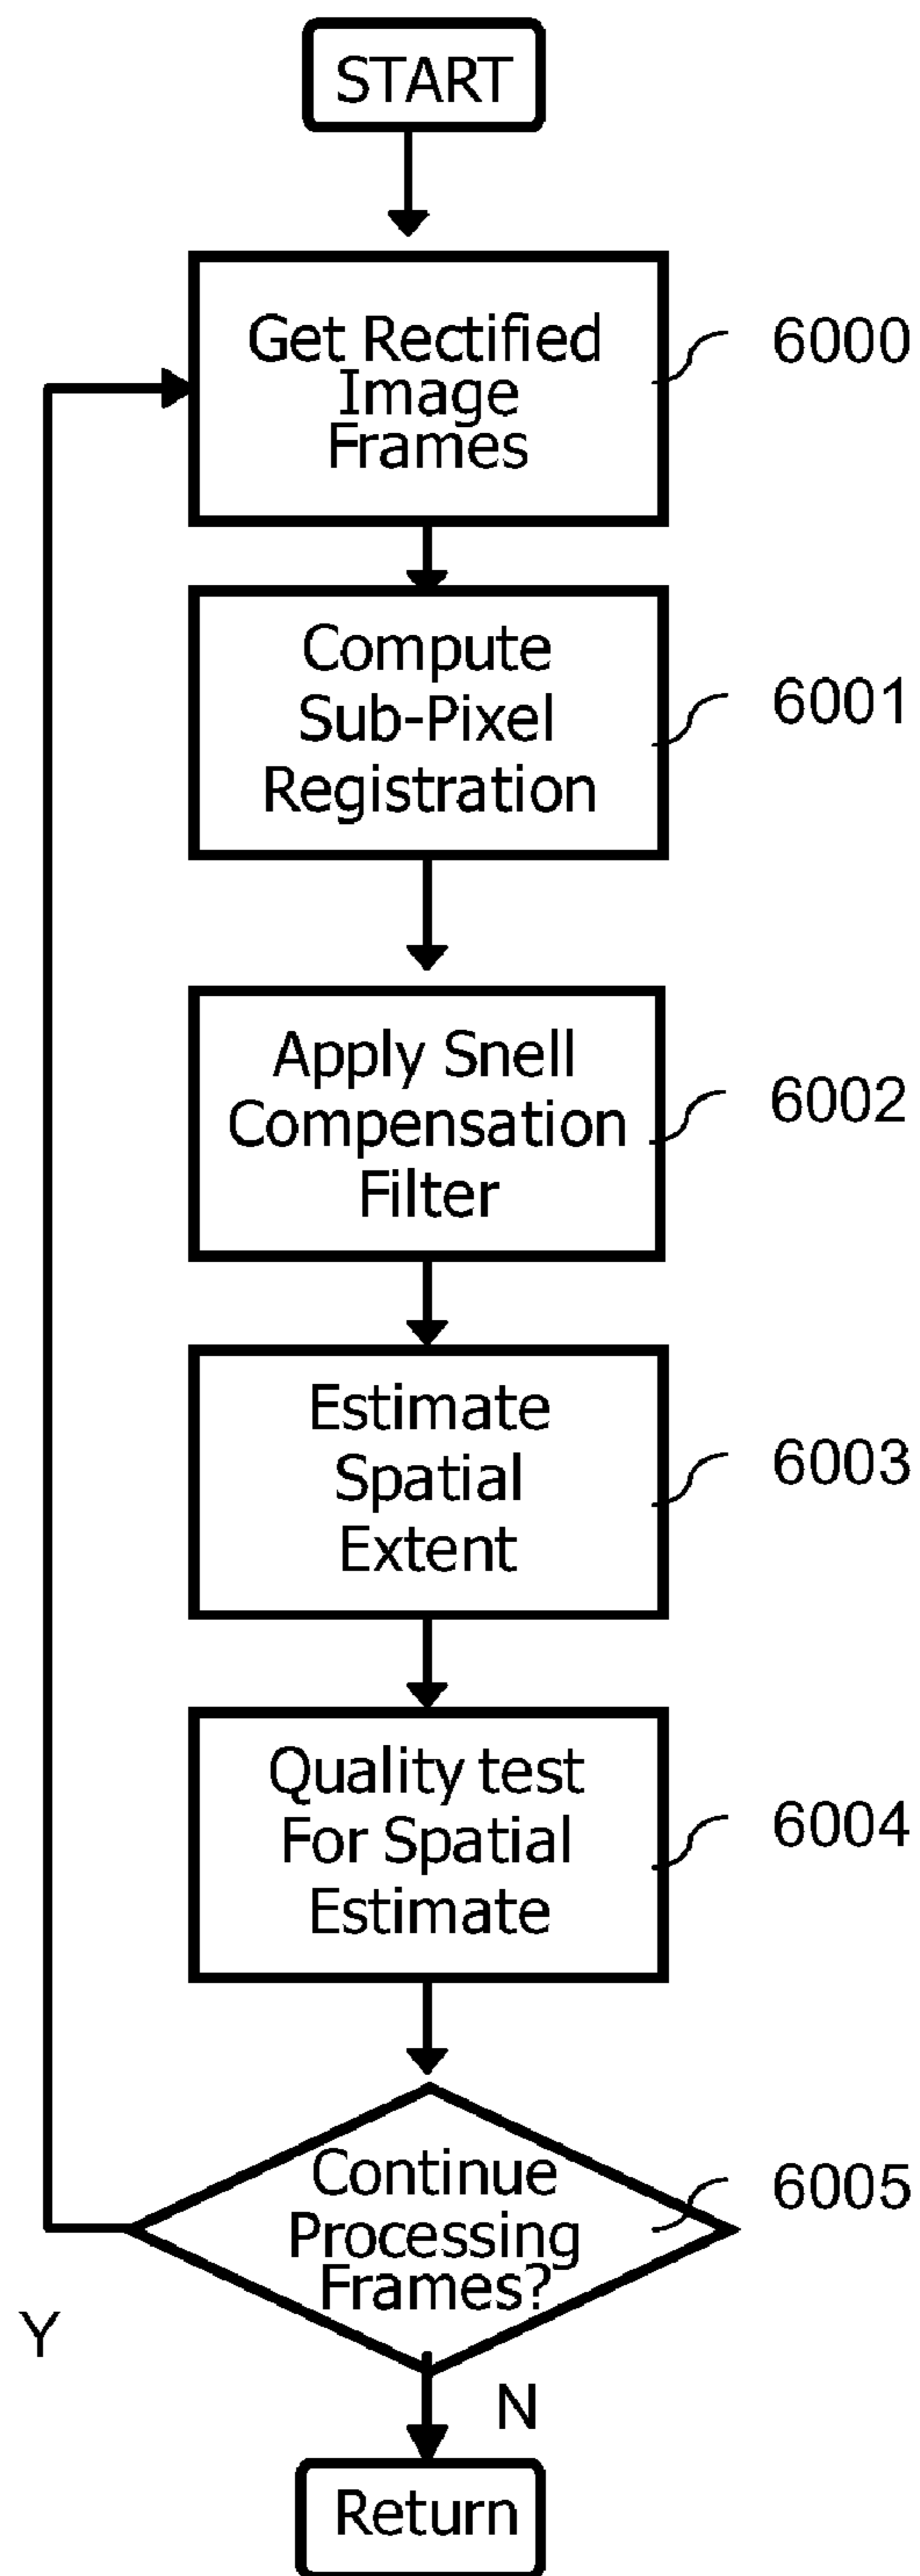 START
Get Rectified
Image
Frames
6000
Compute
Sub-Pixel
Registration
6001
Apply Snell
Compensation
Filter
6002
Estimate
Spatial
Extent
6003
Quality test
For Spatial
Estimate
6004
Continue
Processing
Frames?
6005
Y
N
Return